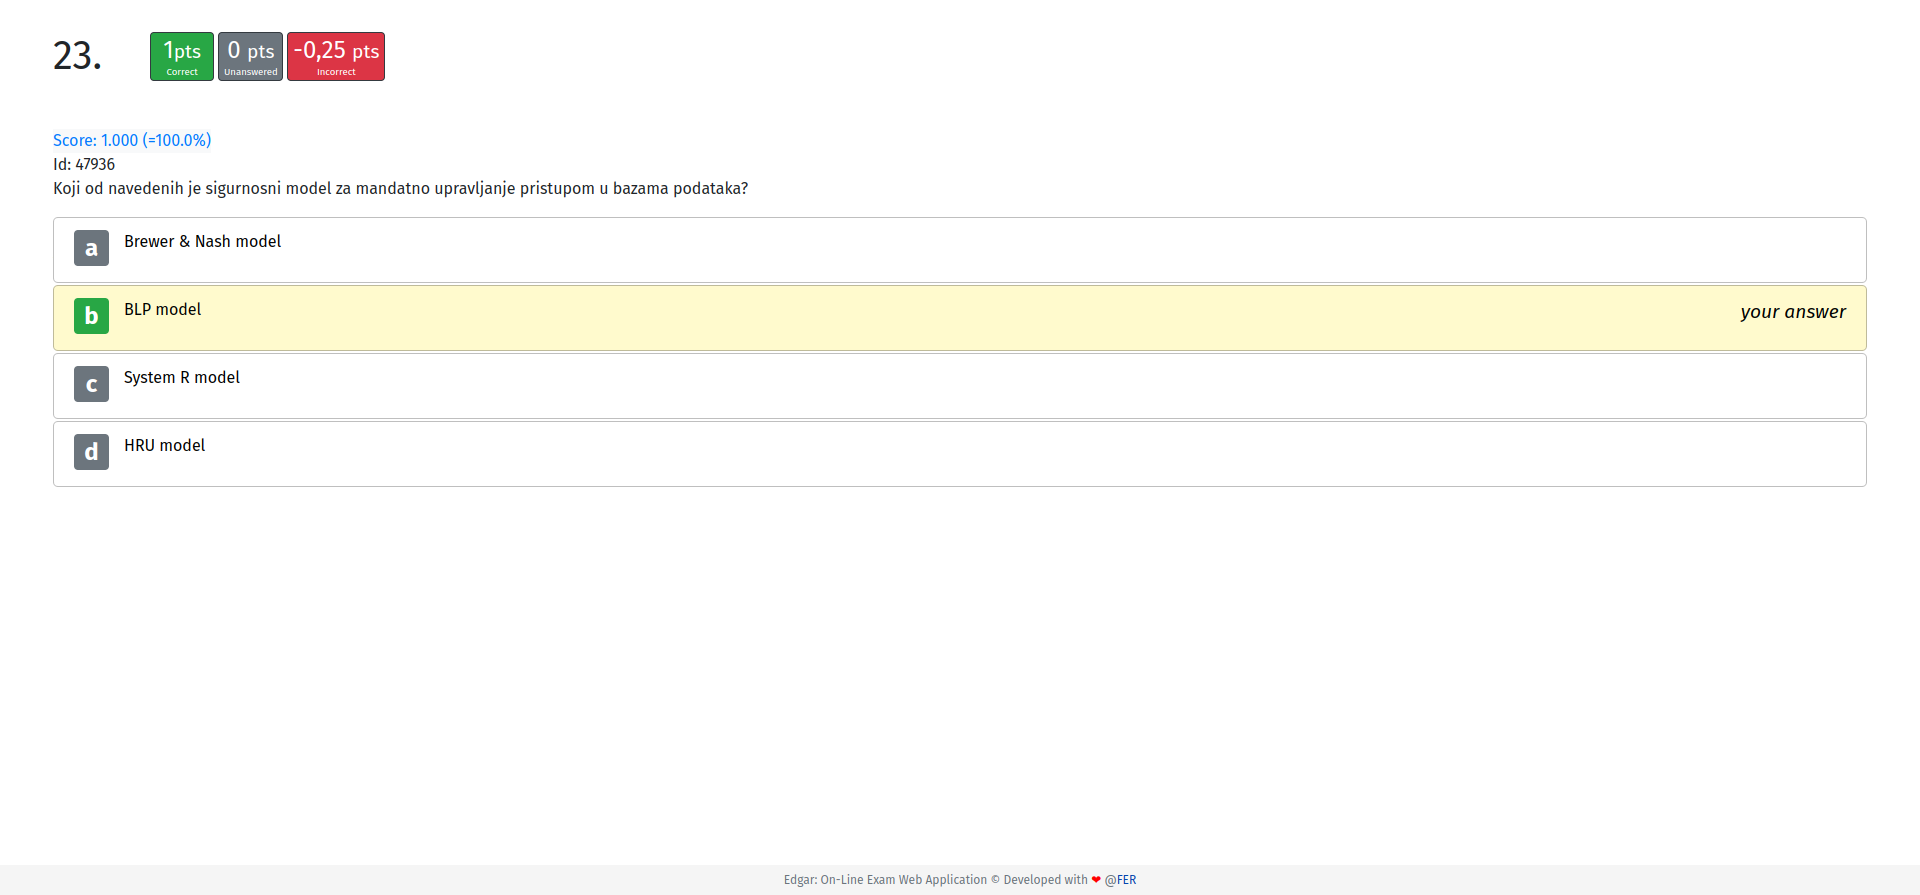 23.
1pts
Correct
0 pts
Unanswered
-0,25 pts
Incorrect
Score: 1.000 (=100.0%)
Id: 47936
Koji od navedenih je sigurnosni model za mandatno upravljanje pristupom u bazama podataka?
a Brewer & Nash model
b BLP model your answer
c System R model
d HRU model
Edgar: On-Line Exam Web Application © Developed with ❤ @FER